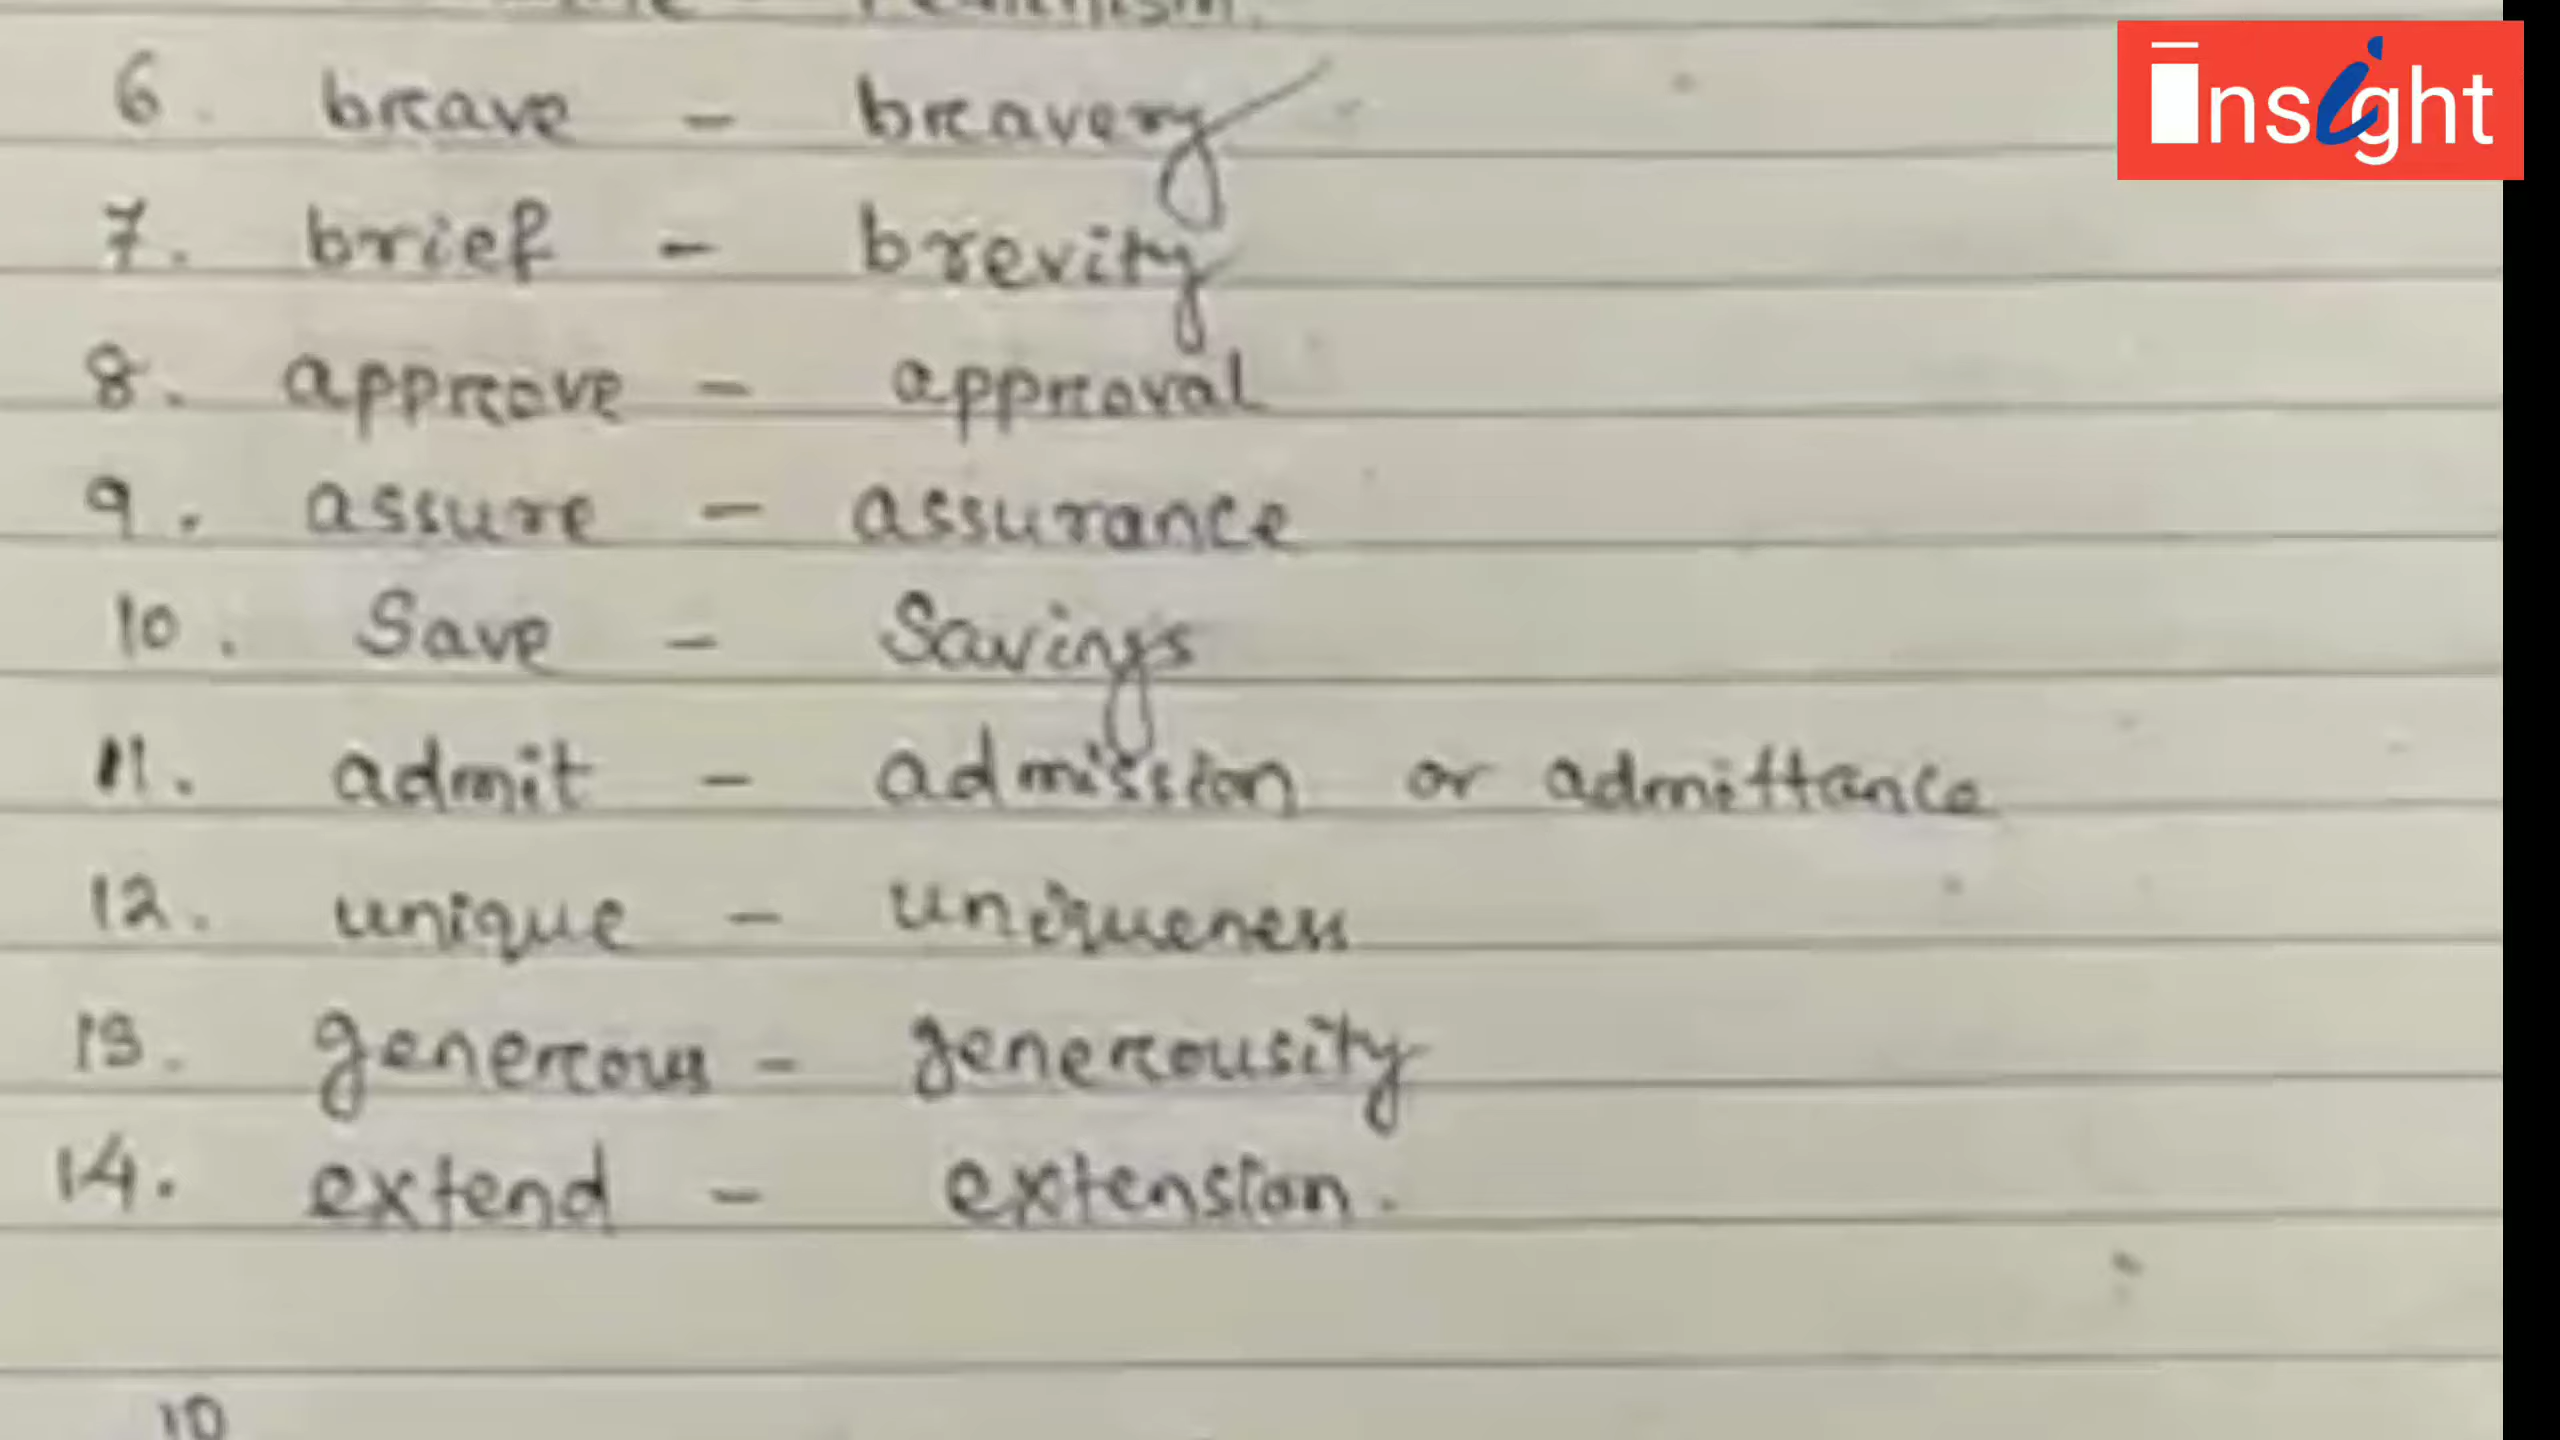 feminism.
6. brave - bravery
Insight
7. brief - brevity
8. approve - approval
9. assure - assurance
10. Save - Savings
11. admit - admission or admittance
12. unique - uniqueness
13. generous - generousity
14. extend - extension.
10